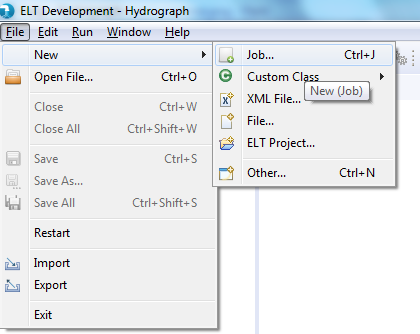 ELT Development - Hydrograph
File Edit Run Window Help
New
Open File... Ctrl+O
Close Ctrl+W
Close All Ctrl+Shift+W
Save Ctrl+S
Save As...
Save All Ctrl+Shift+S
Restart
Import
Export
Exit
Job... Ctrl+J
Custom Class
New (Job)
XML File...
File...
ELT Project...
Other... Ctrl+N